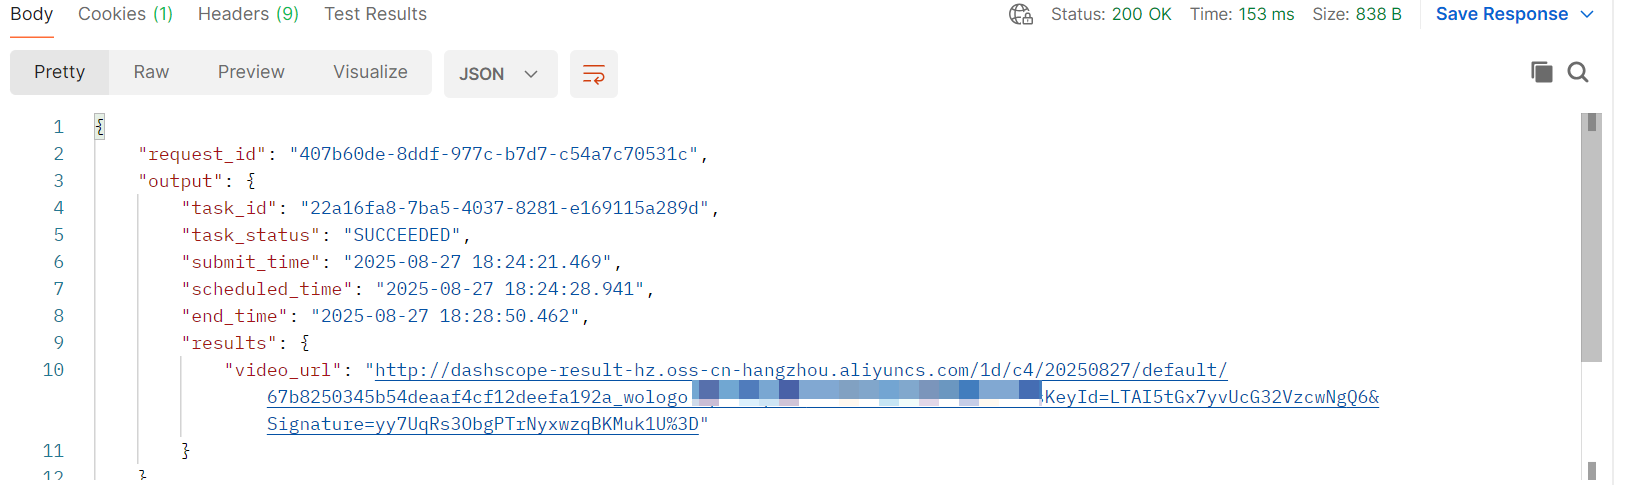 Body Cookies (1) Headers (9) Test Results Status: 200 OK Time: 153 ms Size: 838 B Save Response
Pretty Raw Preview Visualize JSON
1 {
2 "request_id": "407b60de-8ddf-977c-b7d7-c54a7c70531c",
3 "output": {
4 "task_id": "22a16fa8-7ba5-4037-8281-e169115a289d",
5 "task_status": "SUCCEEDED",
6 "submit_time": "2025-08-27 18:24:21.469",
7 "scheduled_time": "2025-08-27 18:24:28.941",
8 "end_time": "2025-08-27 18:28:50.462",
9 "results": {
10 "video_url": "http://dashscope-result-hz.oss-cn-hangzhou.aliyuncs.com/1d/c4/20250827/default/
67b8250345b54deaaf4cf12deefa192a_wologo KeyId=LTAI5tGx7yvUcG32VzcwNgQ6&
Signature=yy7UqRs3ObgPTrNyxwzqBKMuk1U%3D"
11 }
12 }